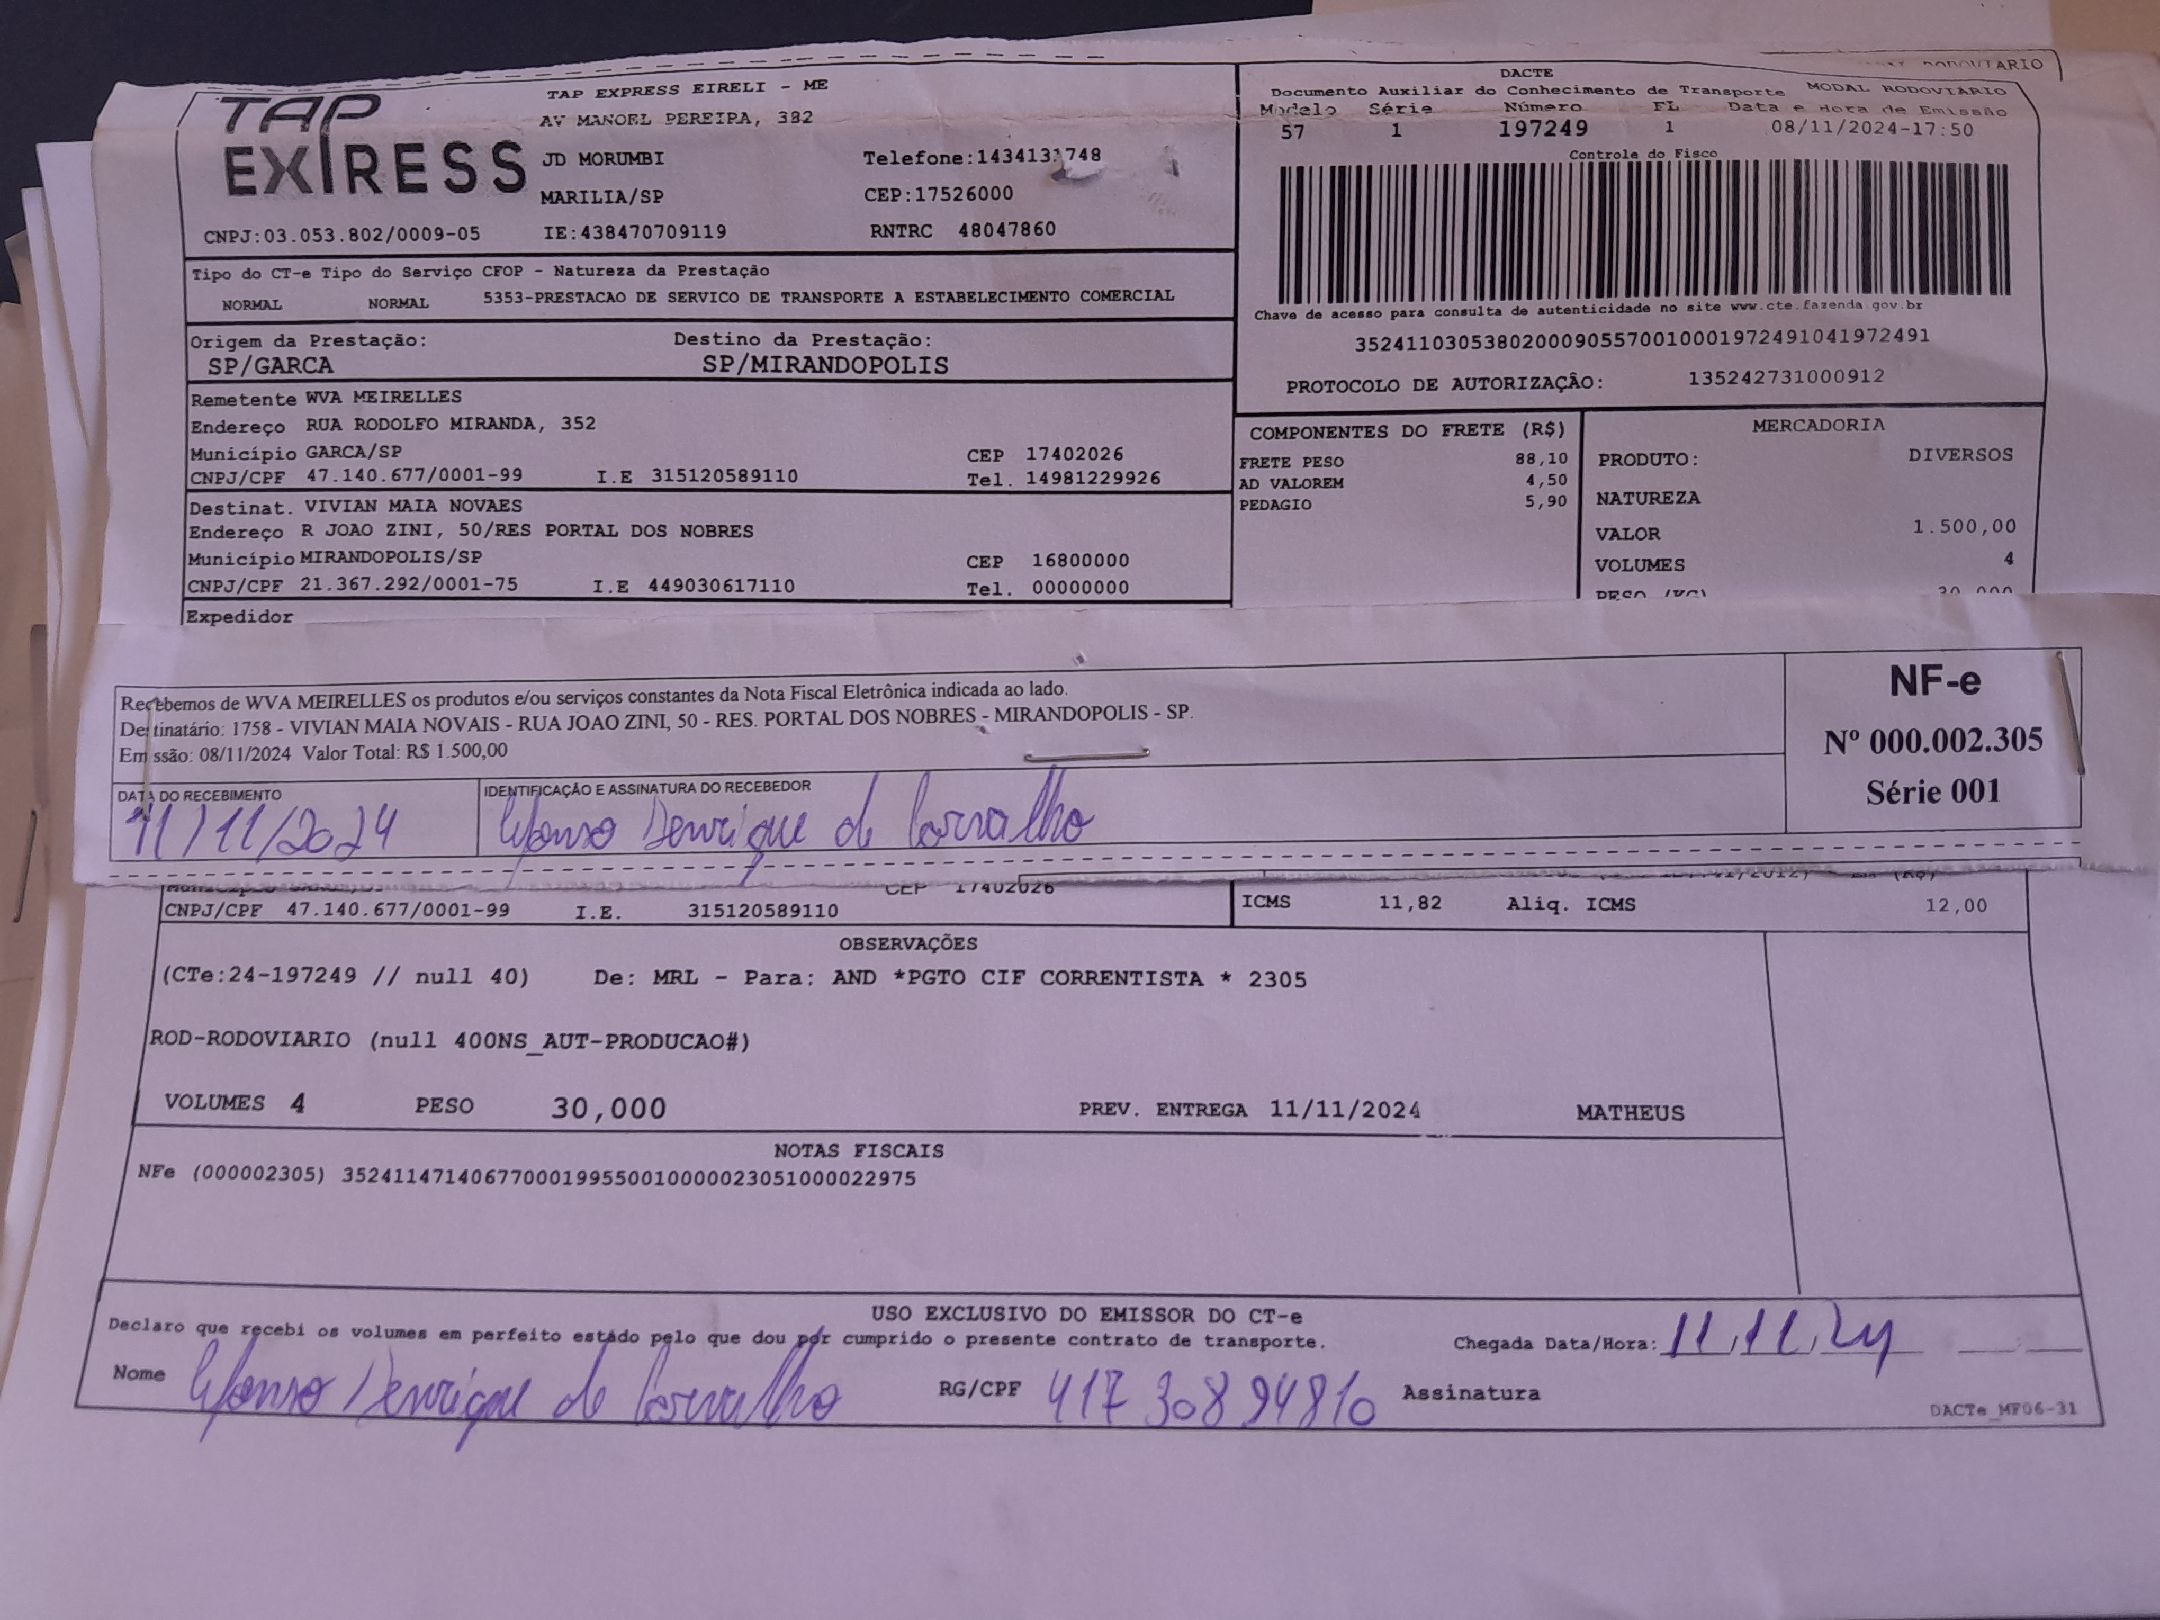 RODOVIARIO
TAP EXPRESS
TAP EXPRESS EIRELI - ME
AV MANOEL PEREIRA, 382
JD MORUMBI Telefone:1434131748
MARILIA/SP CEP:17526000
CNPJ:03.053.802/0009-05 IE:438470709119 RNTRC 48047860
DACTE
Documento Auxiliar do Conhecimento de Transporte MODAL RODOVIARIO
Modelo Série Número FL Data e Hora de Emissão
57 1 197249 1 08/11/2024-17:50
Controle do Fisco
Chave de acesso para consulta de autenticidade no site www.cte.fazenda.gov.br
35241103053802000905570010001972491041972491
PROTOCOLO DE AUTORIZAÇÃO: 135242731000912
Tipo do CT-e Tipo do Serviço CFOP - Natureza da Prestação
NORMAL NORMAL 5353-PRESTACAO DE SERVICO DE TRANSPORTE A ESTABELECIMENTO COMERCIAL
Origem da Prestação: Destino da Prestação:
SP/GARCA SP/MIRANDOPOLIS
Remetente WVA MEIRELLES
Endereço RUA RODOLFO MIRANDA, 352
Município GARCA/SP CEP 17402026
CNPJ/CPF 47.140.677/0001-99 I.E 315120589110 Tel. 14981229926
Destinat. VIVIAN MAIA NOVAES
Endereço R JOAO ZINI, 50/RES PORTAL DOS NOBRES
Município MIRANDOPOLIS/SP CEP 16800000
CNPJ/CPF 21.367.292/0001-75 I.E 449030617110 Tel. 00000000
Expedidor
COMPONENTES DO FRETE (R$)
FRETE PESO 88,10
AD VALOREM 4,50
PEDAGIO 5,90
MERCADORIA
PRODUTO: DIVERSOS
NATUREZA
VALOR 1.500,00
VOLUMES 4
PESO (KG) 30,000
Recebemos de WVA MEIRELLES os produtos e/ou serviços constantes da Nota Fiscal Eletrônica indicada ao lado.
Destinatário: 1758 - VIVIAN MAIA NOVAIS - RUA JOAO ZINI, 50 - RES. PORTAL DOS NOBRES - MIRANDOPOLIS - SP.
Emissão: 08/11/2024 Valor Total: R$ 1.500,00
DATA DO RECEBIMENTO IDENTIFICAÇÃO E ASSINATURA DO RECEBEDOR
11/11/2024 Afonso Henrique de Carvalho
NF-e
Nº 000.002.305
Série 001
CEP 17402026
CNPJ/CPF 47.140.677/0001-99 I.E. 315120589110
ICMS 11,82 Aliq. ICMS 12,00
OBSERVAÇÕES
(CTe:24-197249 // null 40) De: MRL - Para: AND *PGTO CIF CORRENTISTA * 2305
ROD-RODOVIARIO (null 400NS_AUT-PRODUCAO#)
VOLUMES 4 PESO 30,000 PREV. ENTREGA 11/11/2024 MATHEUS
NOTAS FISCAIS
NFe (000002305) 35241147140677000199550010000023051000022975
USO EXCLUSIVO DO EMISSOR DO CT-e
Declaro que recebi os volumes em perfeito estado pelo que dou por cumprido o presente contrato de transporte. Chegada Data/Hora: 11/11/24
Nome Afonso Henrique de Carvalho RG/CPF 417 308 94810 Assinatura
DACTe_MF06-31